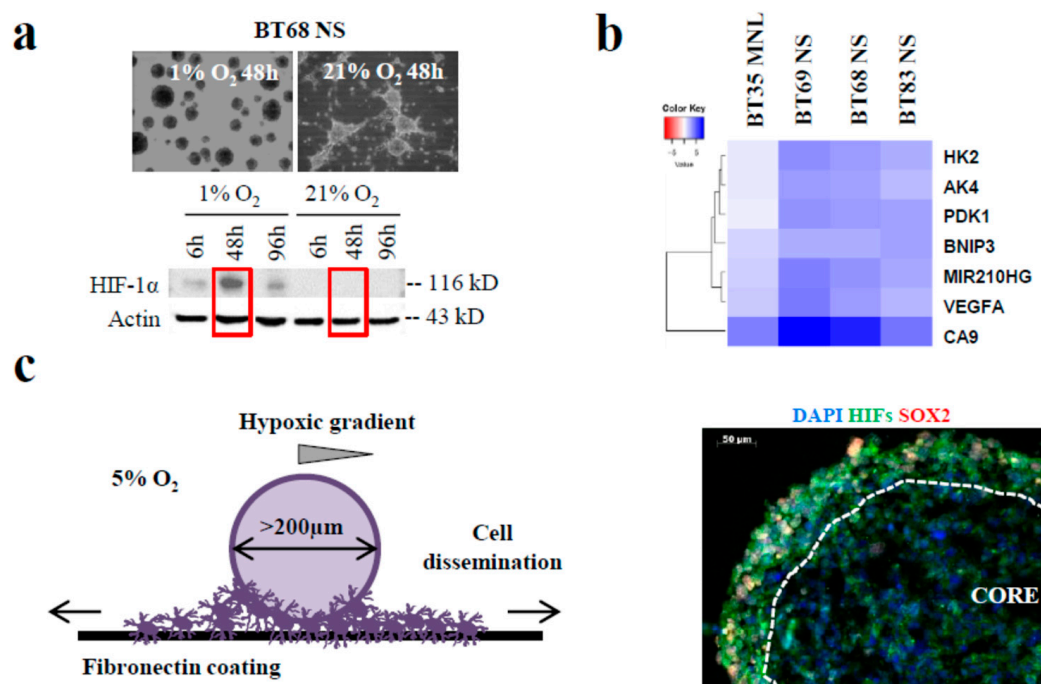 a
BT68 NS
1% O₂ 48h
21% O₂ 48h
1% O₂
21% O₂
6h
48h
96h
6h
48h
96h
HIF-1α
-- 116 kD
Actin
-- 43 kD
b
BT35 MNL
BT69 NS
BT68 NS
BT83 NS
Color Key
-5
5
Value
HK2
AK4
PDK1
BNIP3
MIR210HG
VEGFA
CA9
c
Hypoxic gradient
5% O₂
>200μm
Cell
dissemination
Fibronectin coating
DAPI HIFs SOX2
50 μm
CORE